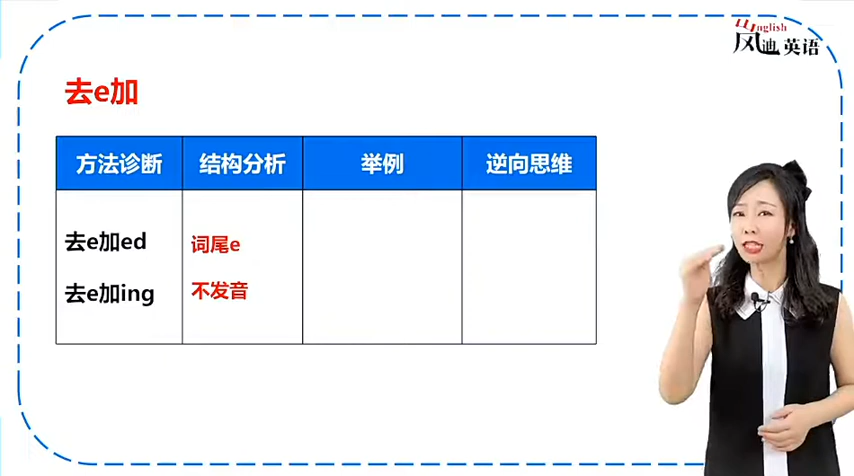 English
风迪英语
去e加
方法诊断 结构分析 举例 逆向思维
去e加ed 词尾e
去e加ing 不发音